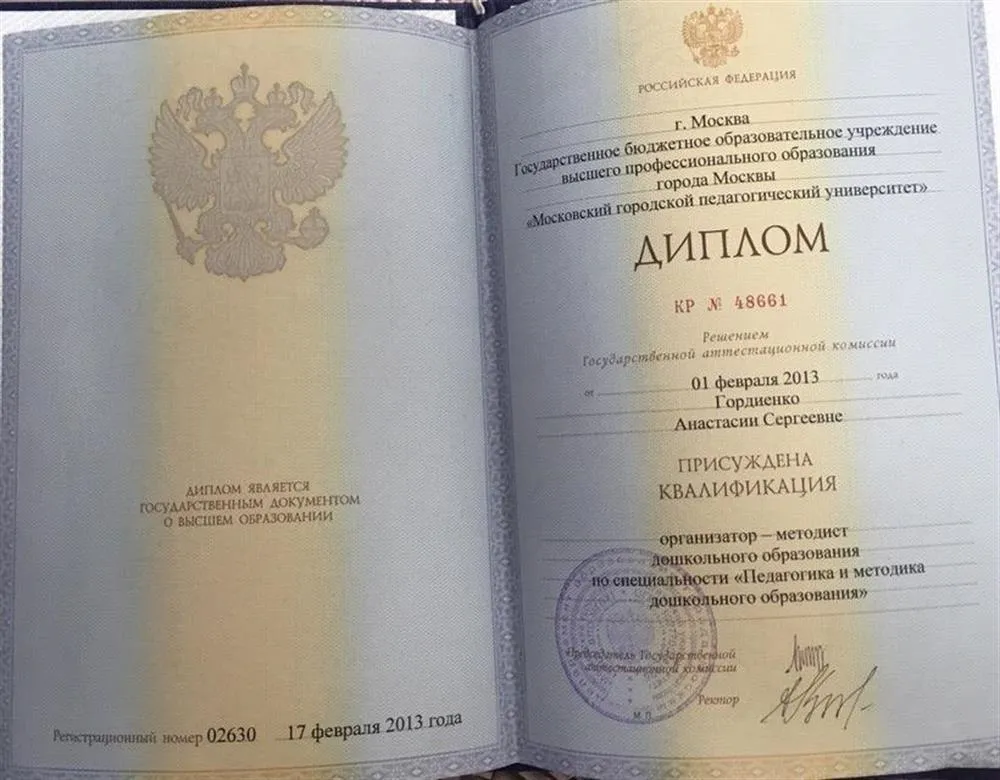 ДИПЛОМ ЯВЛЯЕТСЯ
ГОСУДАРСТВЕННЫМ ДОКУМЕНТОМ
О ВЫСШЕМ ОБРАЗОВАНИИ
Регистрационный номер 02630 17 февраля 2013 года
РОССИЙСКАЯ ФЕДЕРАЦИЯ
г. Москва
Государственное бюджетное образовательное учреждение
высшего профессионального образования
города Москвы
«Московский городской педагогический университет»
ДИПЛОМ
КР № 48661
Решением
Государственной аттестационной комиссии
от 01 февраля 2013 года
Гордиенко
Анастасии Сергеевне
ПРИСУЖДЕНА
КВАЛИФИКАЦИЯ
организатор – методист
дошкольного образования
по специальности «Педагогика и методика
дошкольного образования»
Председатель Государственной
аттестационной комиссии
Ректор
М.П.